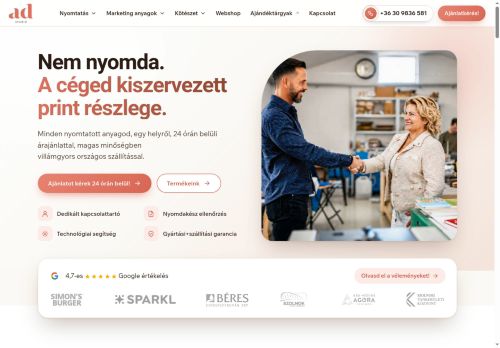 ad
STUDIO
Nyomtatás
Marketing anyagok
Kötészet
Webshop
Ajándéktárgyak
Kapcsolat
+36 30 9836 581
Ajánlatkérés!
Nem nyomda.
A céged kiszervezett
print részlege.
Minden nyomtatott anyagod, egy helyről, 24 órán belüli
árajánlattal, magas minőségben
villámgyors országos szállítással.
Ajánlatot kérek 24 órán belül!
Termékeink
Dedikált kapcsolattartó
Nyomdakész ellenőrzés
Technológiai segítség
Gyártási+szállítási garancia
4,7-es ★★★★★ Google értékelés
Olvasd el a véleményeket!
SIMON'S
BURGER
SPARKL
BÉRES
SZOLNOK
AGÓRA